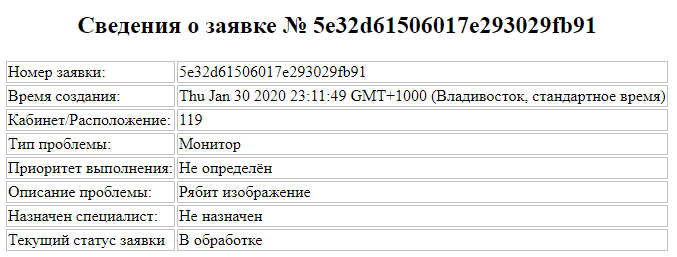 Сведения о заявке № 5e32d61506017e293029fb91
Номер заявки: 5e32d61506017e293029fb91
Время создания: Thu Jan 30 2020 23:11:49 GMT+1000 (Владивосток, стандартное время)
Кабинет/Расположение: 119
Тип проблемы: Монитор
Приоритет выполнения: Не определён
Описание проблемы: Рябит изображение
Назначен специалист: Не назначен
Текущий статус заявки В обработке